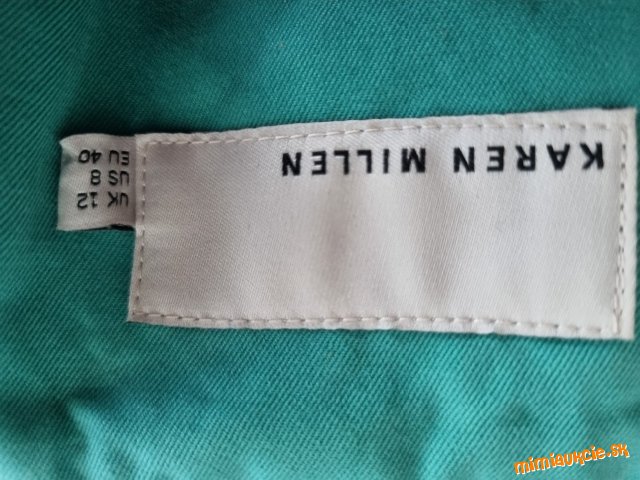 KAREN MILLEN
UK 12
US 8
EU 40
mimiaukcie.sk